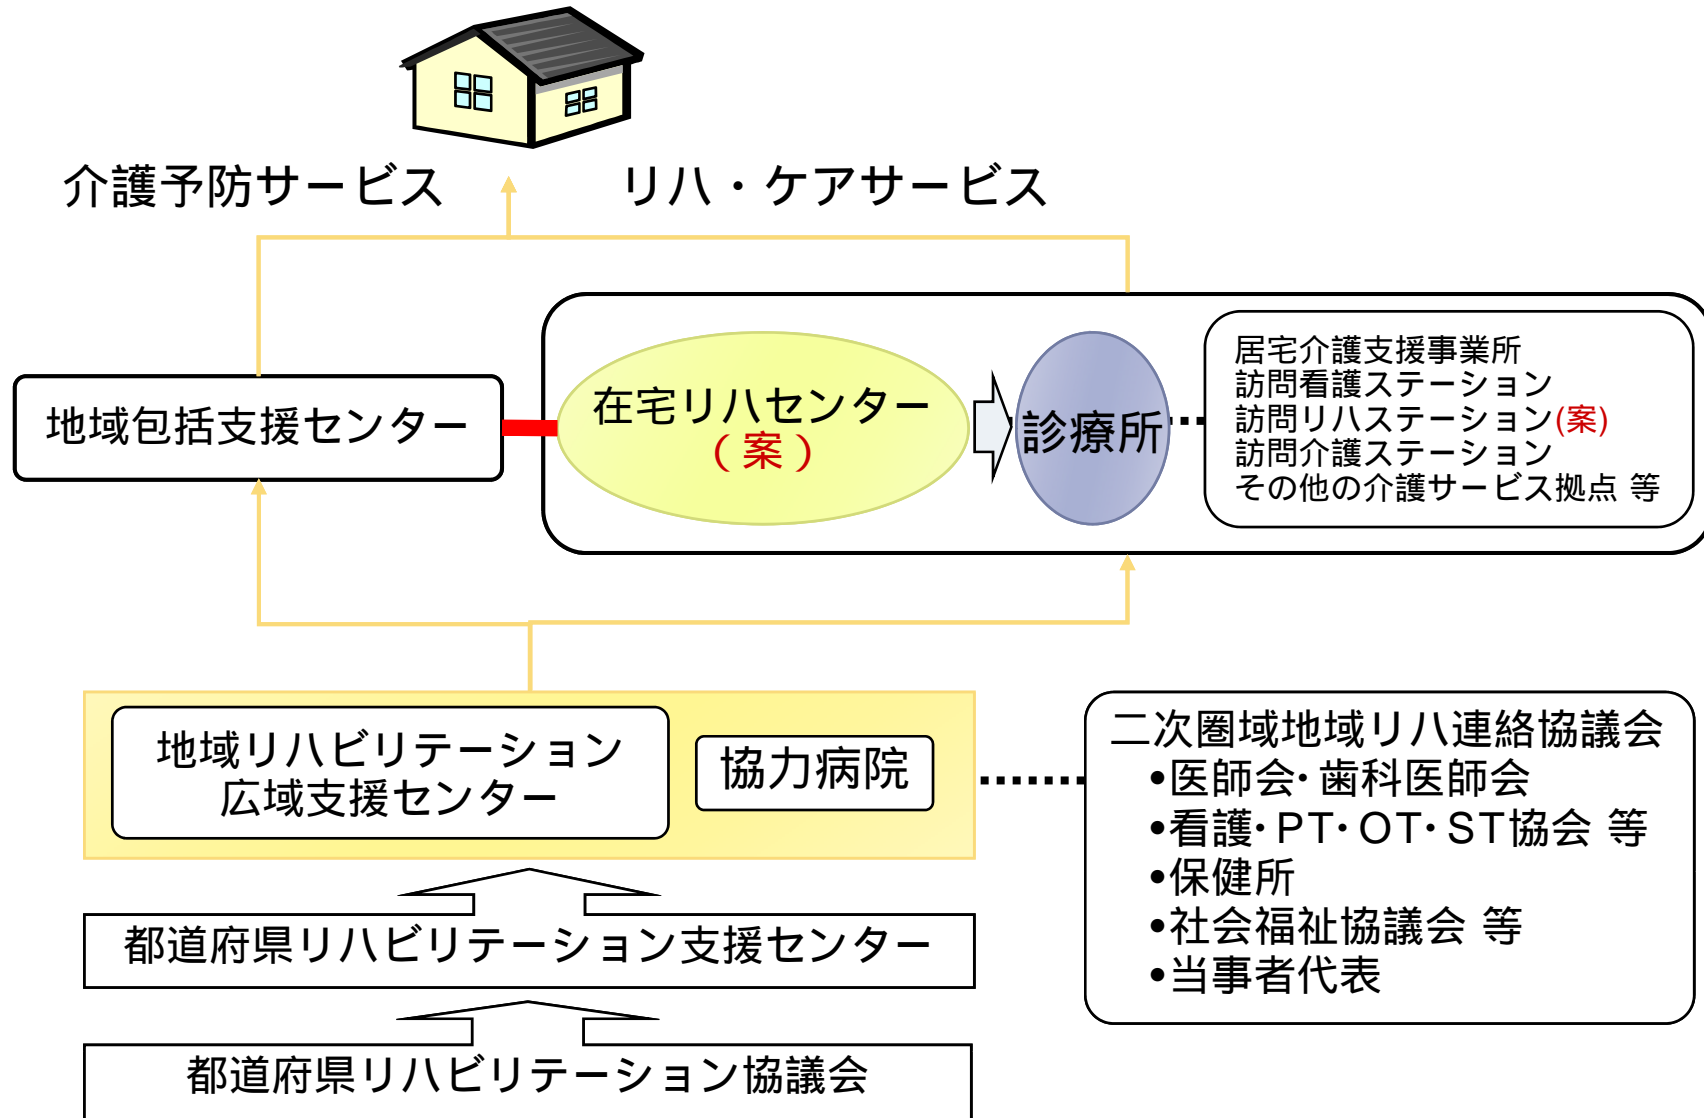 介護予防サービス
リハ・ケアサービス
地域包括支援センター
在宅リハセンター
(案)
診療所
居宅介護支援事業所
訪問看護ステーション
訪問リハステーション(案)
訪問介護ステーション
その他の介護サービス拠点 等
地域リハビリテーション
広域支援センター
協力病院
二次圏域地域リハ連絡協議会
•医師会・歯科医師会
•看護・PT・OT・ST協会 等
•保健所
•社会福祉協議会 等
•当事者代表
都道府県リハビリテーション支援センター
都道府県リハビリテーション協議会